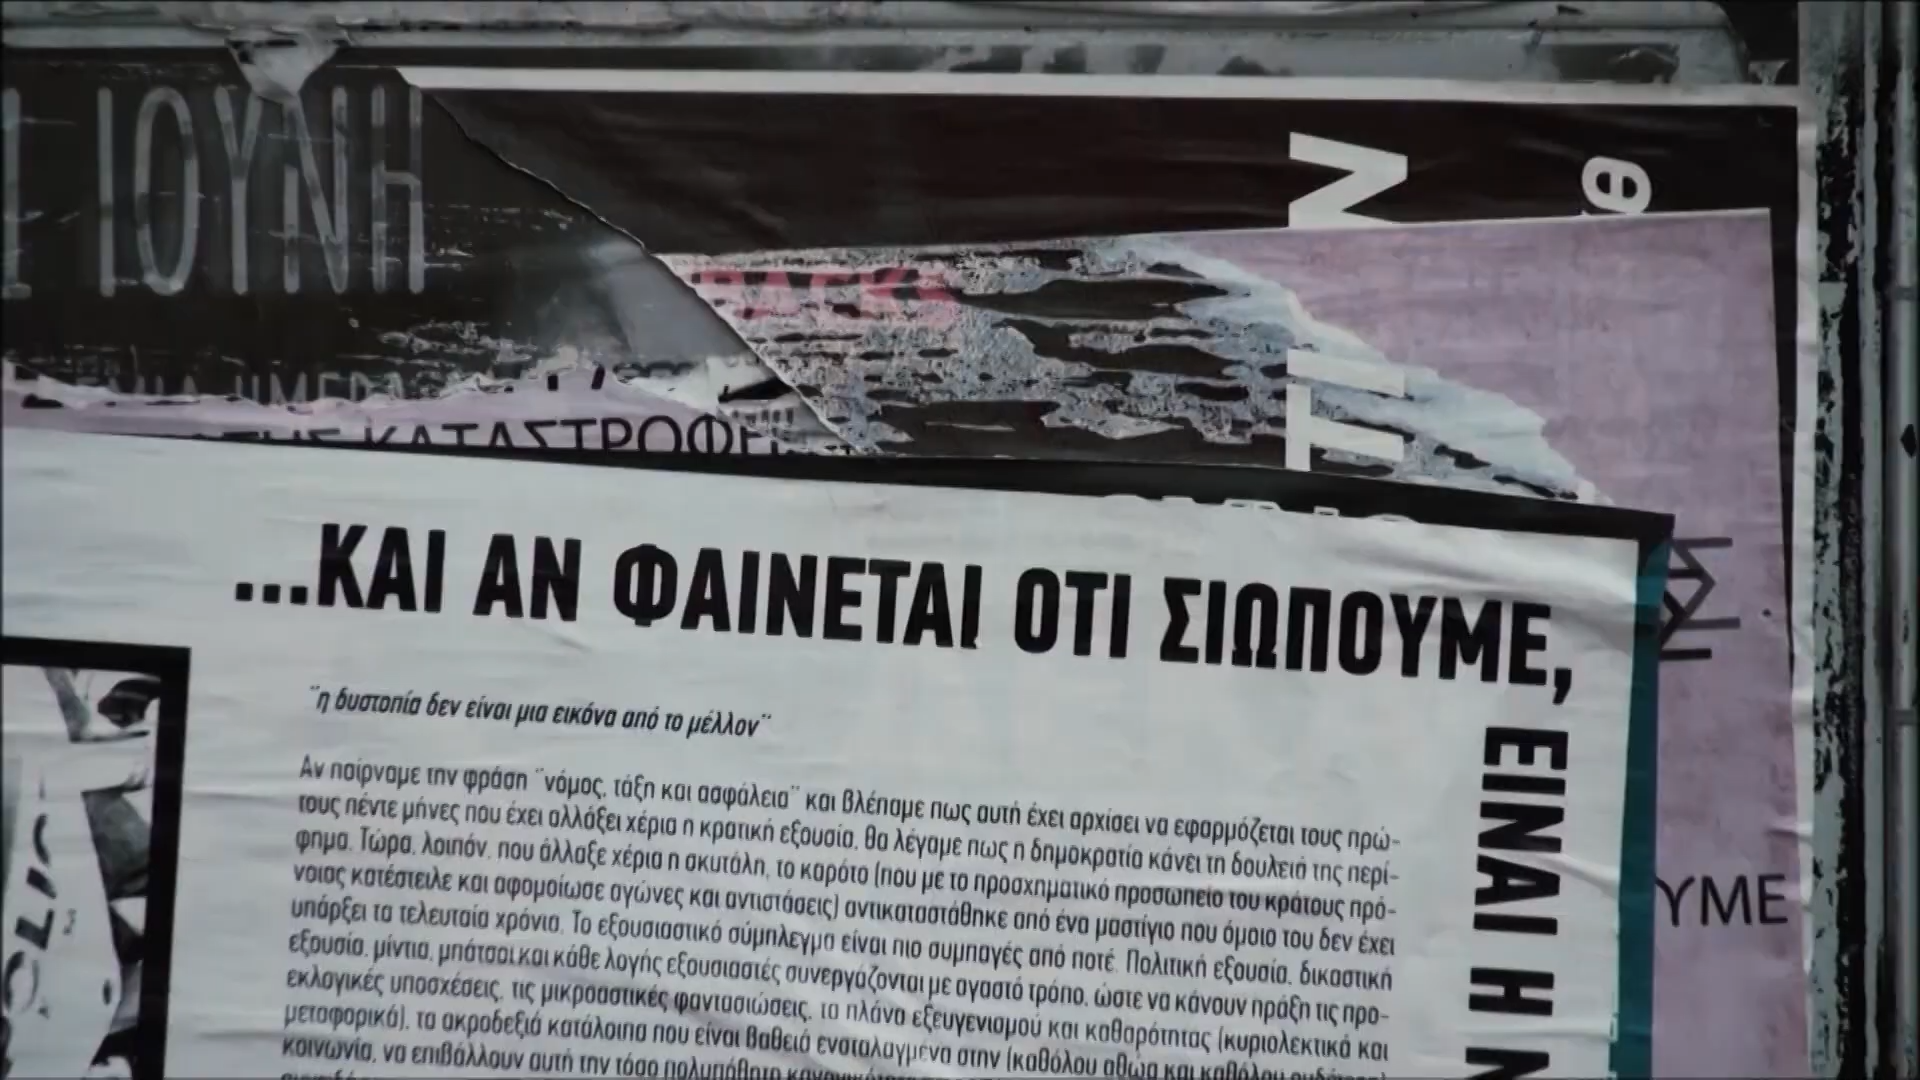 ΙΟΥΝΗ
ΤΙ
Ν
θ
BACKS
ΚΑΤΑΣΤΡΟΦΗ
...ΚΑΙ ΑΝ ΦΑΙΝΕΤΑΙ ΟΤΙ ΣΙΩΠΟΥΜΕ,
ΕΙΝΑΙ Η
¨η δυστοπία δεν είναι μια εικόνα από το μέλλον¨
Αν παίρναμε την φράση ¨νόμος, τάξη και ασφάλεια¨ και βλέπαμε πως αυτή έχει αρχίσει να εφαρμόζεται τους πρώ-
τους πέντε μήνες που έχει αλλάξει χέρια η κρατική εξουσία, θα λέγαμε πως η δημοκρατία κάνει τη δουλειά της περί-
φημα. Τώρα, λοιπόν, που άλλαξε χέρια η σκυτάλη, το καρότο (που με το προσχηματικό προσωπείο του κράτους πρό-
νοιας κατέστειλε και αφομοίωσε αγώνες και αντιστάσεις) αντικαταστάθηκε από ένα μαστίγιο που όμοιο του δεν έχει
υπάρξει τα τελευταία χρόνια. Το εξουσιαστικό σύμπλεγμα είναι πιο συμπαγές από ποτέ. Πολιτική εξουσία, δικαστική
εξουσία, μίντια, μπάτσοι και κάθε λογής εξουσιαστές συνεργάζονται με αγαστό τρόπο, ώστε να κάνουν πράξη τις προ-
εκλογικές υποσχέσεις, τις μικροαστικές φαντασιώσεις, τα πλάνα εξευγενισμού και καθαρότητας (κυριολεκτικά και
μεταφορικά), τα ακροδεξιά κατάλοιπα που είναι βαθειά ενσταλαγμένα στην (καθόλου αθώα και καθόλου
κοινωνία, να επιβάλλουν αυτή την τόσο πολυπόθητη
ΥΜΕ